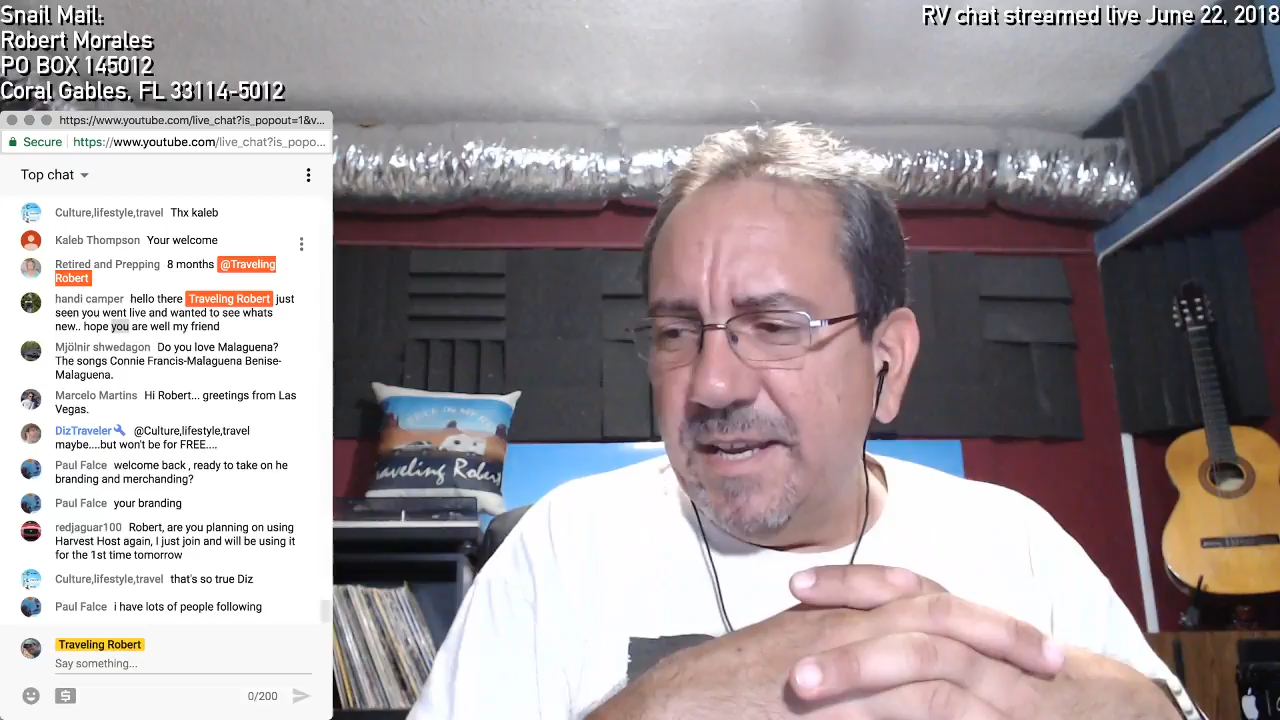 Snail Mail:
Robert Morales
PO BOX 145012
Coral Gables, FL 33114-5012
RV chat streamed live June 22, 2018
https://www.youtube.com/live_chat?is_popout=1&v...
Secure https://www.youtube.com/live_chat?is_popo...
Top chat
Culture,lifestyle,travel Thx kaleb
Kaleb Thompson Your welcome
Retired and Prepping 8 months @Traveling
Robert
handi camper hello there Traveling Robert just
seen you went live and wanted to see whats
new.. hope you are well my friend
Mjölnir shwedagon Do you love Malaguena?
The songs Connie Francis-Malaguena Benise-
Malaguena.
Marcelo Martins Hi Robert... greetings from Las
Vegas.
DizTraveler @Culture,lifestyle,travel
maybe....but won't be for FREE....
Paul Falce welcome back , ready to take on he
branding and merchanding?
Paul Falce your branding
redjaguar100 Robert, are you planning on using
Harvest Host again, I just join and will be using it
for the 1st time tomorrow
Culture,lifestyle,travel that's so true Diz
Paul Falce i have lots of people following
Traveling Robert
Say something...
0/200
Traveling Robert